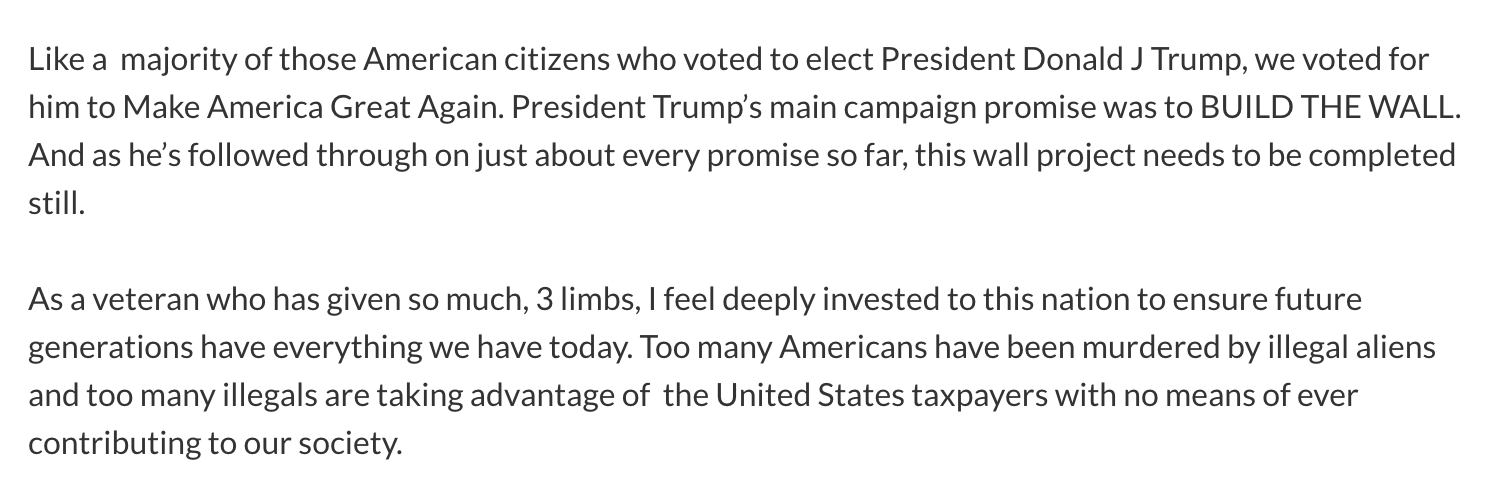 Like a  majority of those American citizens who voted to elect President Donald J Trump, we voted for
him to Make America Great Again. President Trump’s main campaign promise was to BUILD THE WALL.
And as he’s followed through on just about every promise so far, this wall project needs to be completed
still.
As a veteran who has given so much, 3 limbs, I feel deeply invested to this nation to ensure future
generations have everything we have today. Too many Americans have been murdered by illegal aliens
and too many illegals are taking advantage of  the United States taxpayers with no means of ever
contributing to our society.